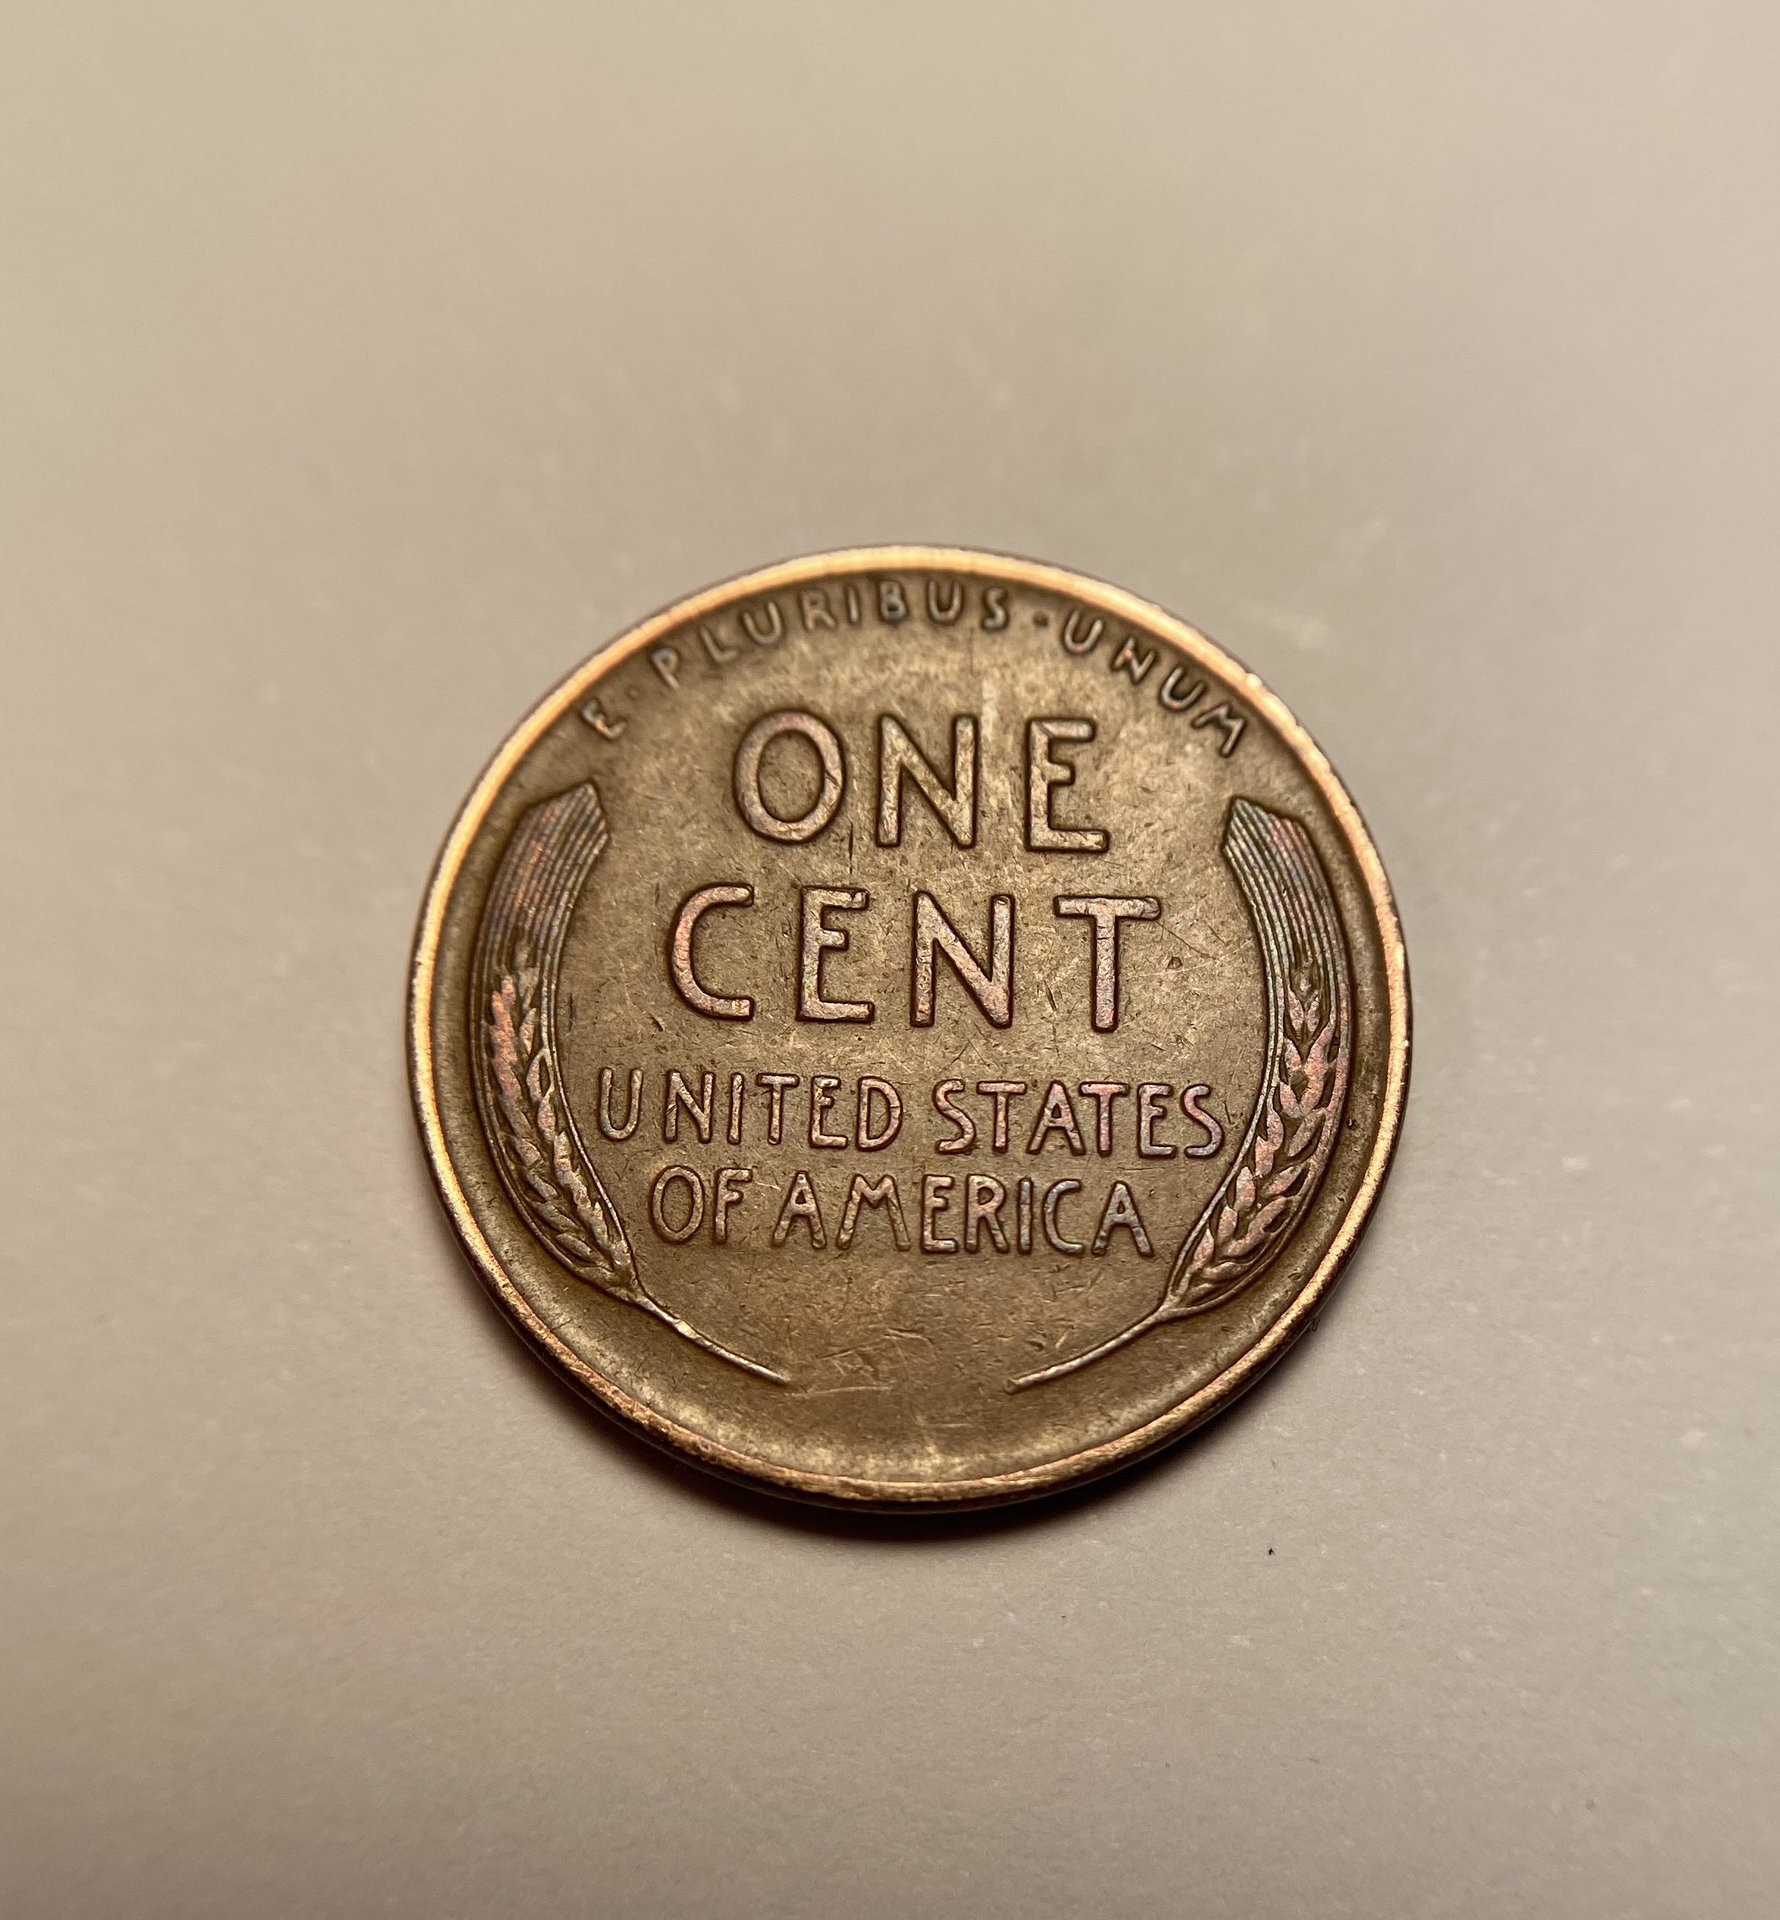 E·PLURIBUS·UNUM
ONE
CENT
UNITED STATES
OF AMERICA